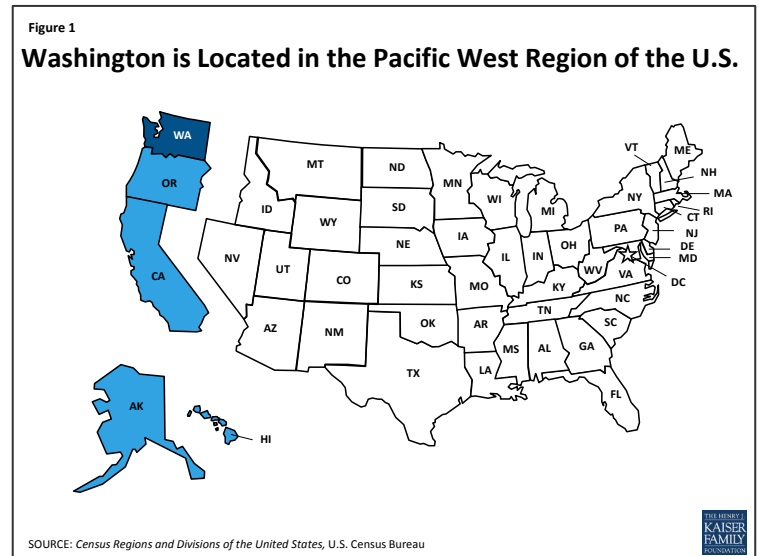 Figure 1
Washington is Located in the Pacific West Region of the U.S.
WA
OR
CA
AK
HI
MT
ID
WY
NV
UT
CO
AZ
NM
ND
SD
NE
KS
OK
TX
MN
IA
MO
AR
LA
WI
IL
MI
IN
OH
KY
TN
MS
AL
GA
FL
SC
NC
VA
WV
PA
NY
VT
ME
NH
MA
RI
CT
NJ
DE
MD
DC
SOURCE: Census Regions and Divisions of the United States, U.S. Census Bureau
THE HENRY J.
KAISER
FAMILY
FOUNDATION